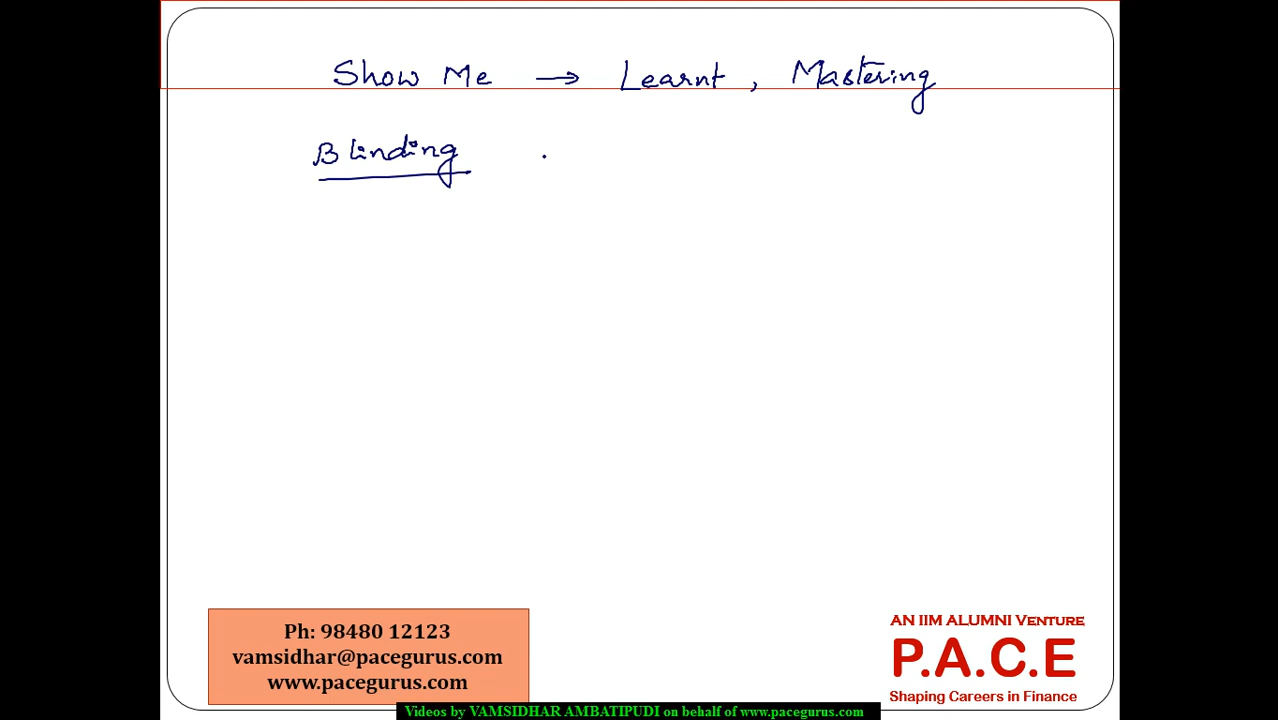 Show Me → Learnt, Mastering
Blinding
Ph: 98480 12123
vamsidhar@pacegurus.com
www.pacegurus.com
AN IIM ALUMNI VENTURE
P.A.C.E
Shaping Careers in Finance
Videos by VAMSIDHAR AMBATIPUDI on behalf of www.pacegurus.com